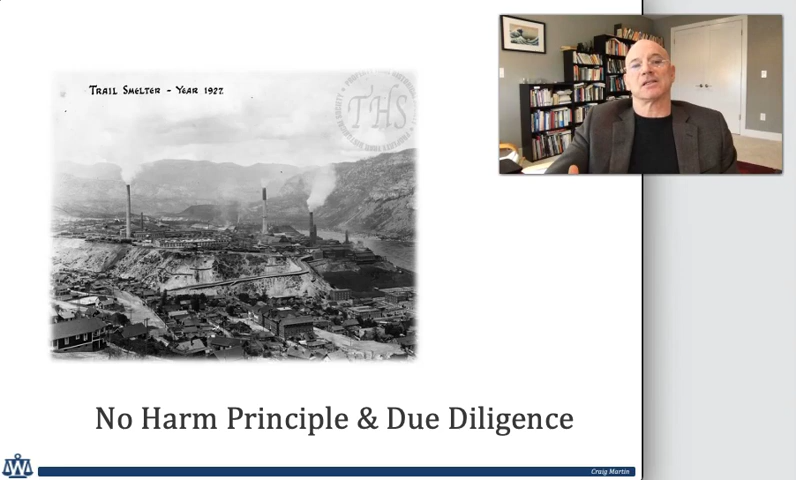 TRAIL SMELTER - YEAR 1927
THS
No Harm Principle & Due Diligence
W
Craig Martin